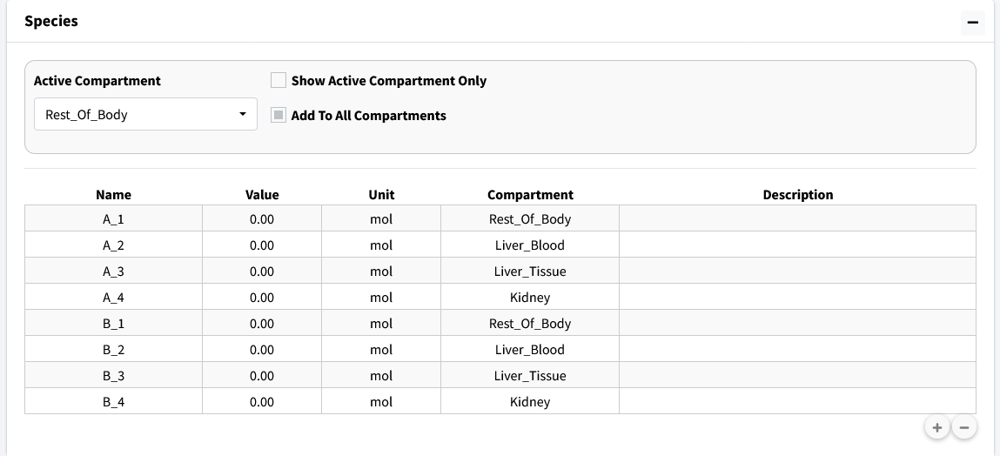 Species
Active Compartment
Show Active Compartment Only
Rest_Of_Body
Add To All Compartments
Name Value Unit Compartment Description
A_1 0.00 mol Rest_Of_Body
A_2 0.00 mol Liver_Blood
A_3 0.00 mol Liver_Tissue
A_4 0.00 mol Kidney
B_1 0.00 mol Rest_Of_Body
B_2 0.00 mol Liver_Blood
B_3 0.00 mol Liver_Tissue
B_4 0.00 mol Kidney